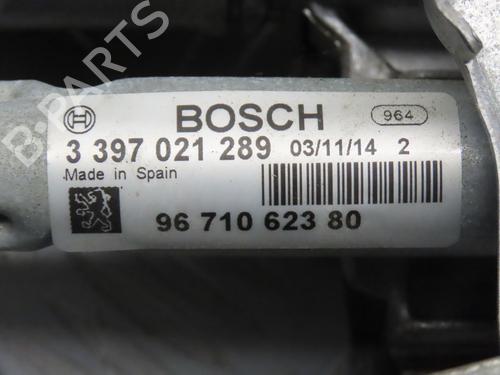 B-PARTS
BOSCH
964
3 397 021 289 03/11/14 2
Made in Spain
96 710 623 80